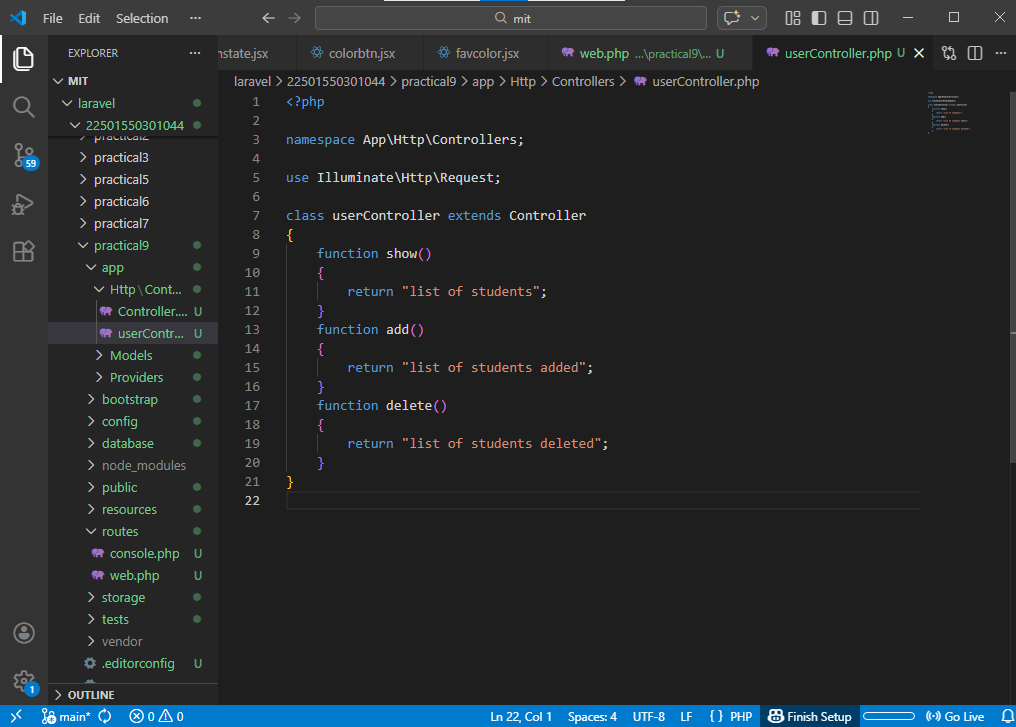 File Edit Selection ··· mit
EXPLORER ···
nstate.jsx colorbtn.jsx favcolor.jsx web.php ...\practical9\... U userController.php U ···
MIT
laravel
22501550301044
practical2
practical3
practical5
practical6
practical7
practical9
app
Http \ Cont...
Controller.... U
userContr... U
Models
Providers
bootstrap
config
database
node_modules
public
resources
routes
console.php U
web.php U
storage
tests
vendor
.editorconfig U
OUTLINE
59
1
laravel > 22501550301044 > practical9 > app > Http > Controllers > userController.php
1 <?php
2
3 namespace App\Http\Controllers;
4
5 use Illuminate\Http\Request;
6
7 class userController extends Controller
8 {
9 function show()
10 {
11 return "list of students";
12 }
13 function add()
14 {
15 return "list of students added";
16 }
17 function delete()
18 {
19 return "list of students deleted";
20 }
21 }
22
main* 0 0 Ln 22, Col 1 Spaces: 4 UTF-8 LF { } PHP Finish Setup Go Live